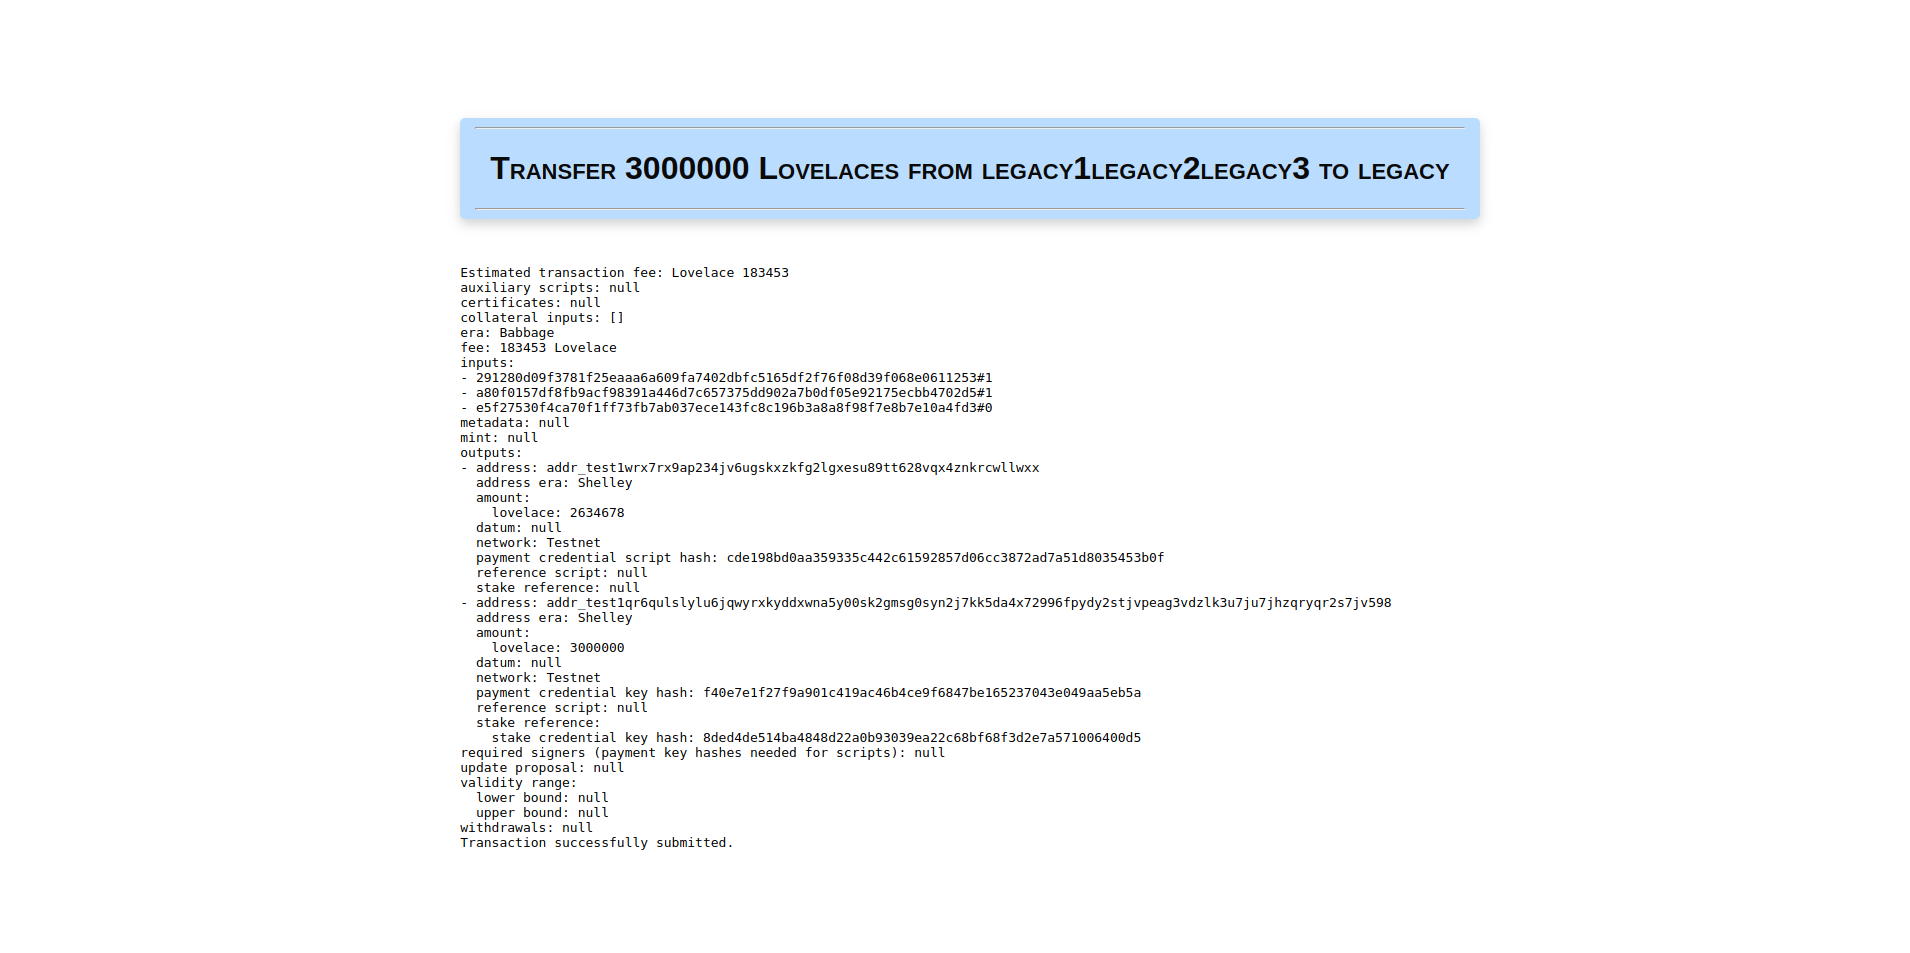 Transfer 3000000 Lovelaces from legacy1legacy2legacy3 to legacy
Estimated transaction fee: Lovelace 183453
auxiliary scripts: null
certificates: null
collateral inputs: []
era: Babbage
fee: 183453 Lovelace
inputs:
- 291280d09f3781f25eaaa6a609fa7402dbfc5165df2f76f08d39f068e0611253#1
- a80f0157df8fb9acf98391a446d7c657375dd902a7b0df05e92175ecbb4702d5#1
- e5f27530f4ca70f1ff73fb7ab037ece143fc8c196b3a8a8f98f7e8b7e10a4fd3#0
metadata: null
mint: null
outputs:
- address: addr_test1wrx7rx9ap234jv6ugskxzkfg2lgxesu89tt628vqx4znkrcwllwxx
  address era: Shelley
  amount:
    lovelace: 2634678
  datum: null
  network: Testnet
  payment credential script hash: cde198bd0aa359335c442c61592857d06cc3872ad7a51d8035453b0f
  reference script: null
  stake reference: null
- address: addr_test1qr6qulslylu6jqwyrxkyddxwna5y00sk2gmsg0syn2j7kk5da4x72996fpydy2stjvpeag3vdzlk3u7ju7jhzqryqr2s7jv598
  address era: Shelley
  amount:
    lovelace: 3000000
  datum: null
  network: Testnet
  payment credential key hash: f40e7e1f27f9a901c419ac46b4ce9f6847be165237043e049aa5eb5a
  reference script: null
  stake reference:
    stake credential key hash: 8ded4de514ba4848d22a0b93039ea22c68bf68f3d2e7a571006400d5
required signers (payment key hashes needed for scripts): null
update proposal: null
validity range:
  lower bound: null
  upper bound: null
withdrawals: null
Transaction successfully submitted.